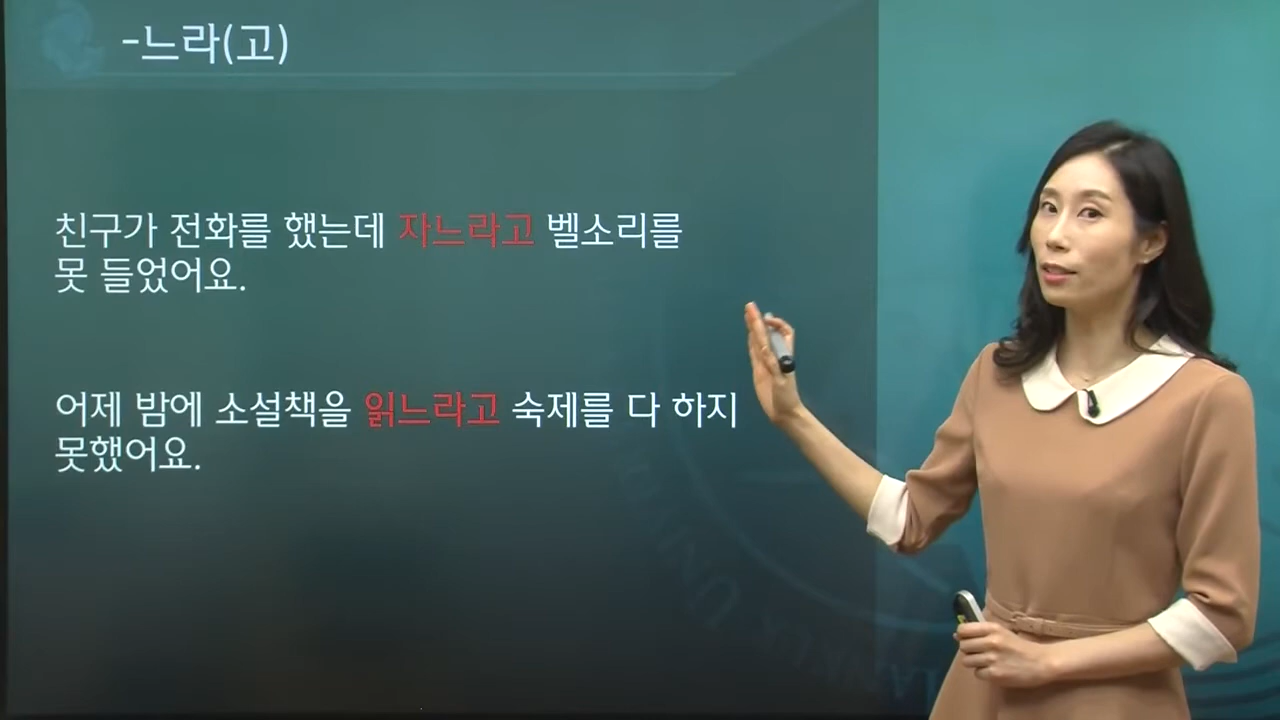 -느라(고)
친구가 전화를 했는데 자느라고 벨소리를
못 들었어요.
어제 밤에 소설책을 읽느라고 숙제를 다 하지
못했어요.